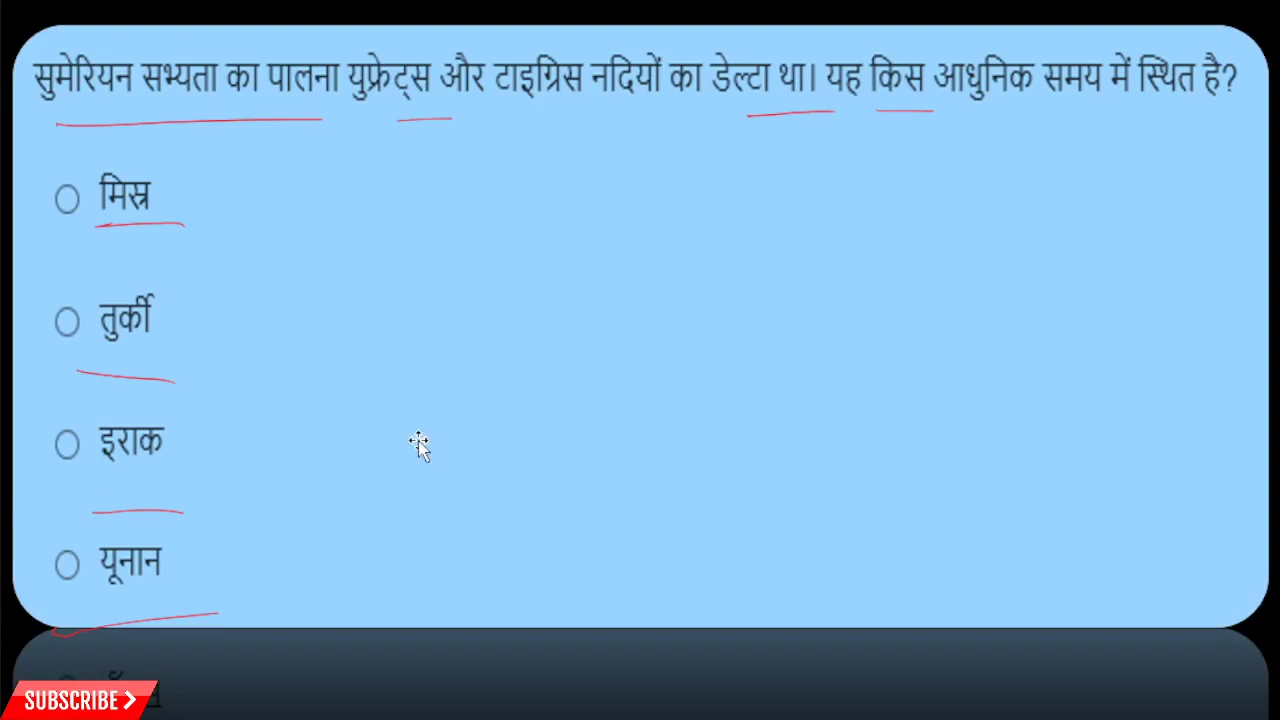 सुमेरियन सभ्यता का पालना युफ्रेट्स और टाइग्रिस नदियों का डेल्टा था। यह किस आधुनिक समय में स्थित है?
मिस्र
तुर्की
इराक
यूनान
SUBSCRIBE